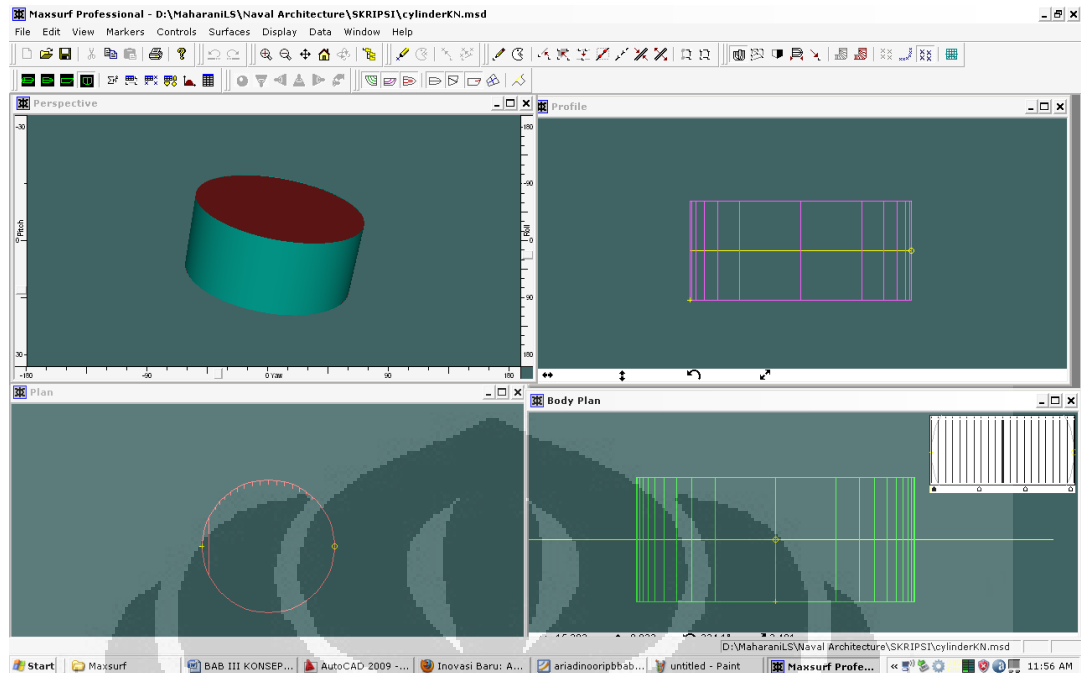 Maxsurf Professional - D:\MaharaniLS\Naval Architecture\SKRIPSI\cylinderKN.msd
File Edit View Markers Controls Surfaces Display Data Window Help
Perspective
Profile
-30
-180
-90
Pitch
0
Roll
0
90
30
180
-180
-90
0 Yaw
90
180
Plan
Body Plan
D:\MaharaniLS\Naval Architecture\SKRIPSI\cylinderKN.msd
Start
Maxsurf
BAB III KONSEP...
AutoCAD 2009 -...
Inovasi Baru: A...
ariadinooripbbab...
untitled - Paint
Maxsurf Profe...
11:56 AM